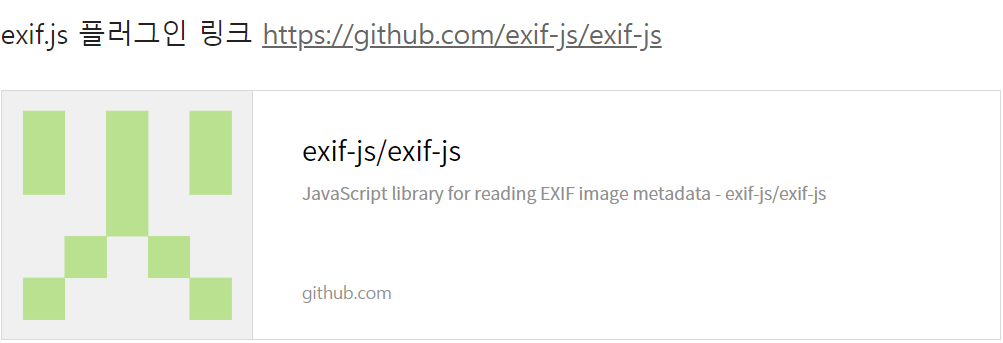 exif.js 플러그인 링크 https://github.com/exif-js/exif-js
exif-js/exif-js
JavaScript library for reading EXIF image metadata - exif-js/exif-js
github.com